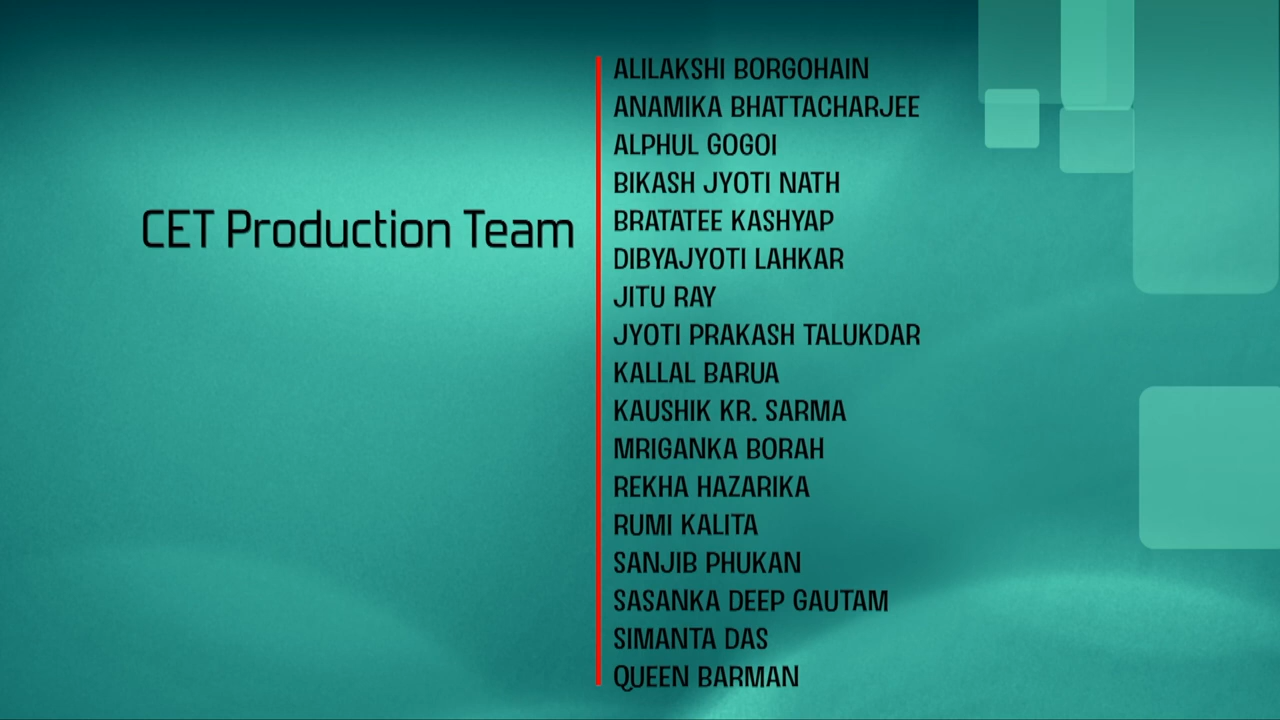 CET Production Team
ALILAKSHI BORGOHAIN
ANAMIKA BHATTACHARJEE
ALPHUL GOGOI
BIKASH JYOTI NATH
BRATATEE KASHYAP
DIBYAJYOTI LAHKAR
JITU RAY
JYOTI PRAKASH TALUKDAR
KALLAL BARUA
KAUSHIK KR. SARMA
MRIGANKA BORAH
REKHA HAZARIKA
RUMI KALITA
SANJIB PHUKAN
SASANKA DEEP GAUTAM
SIMANTA DAS
QUEEN BARMAN